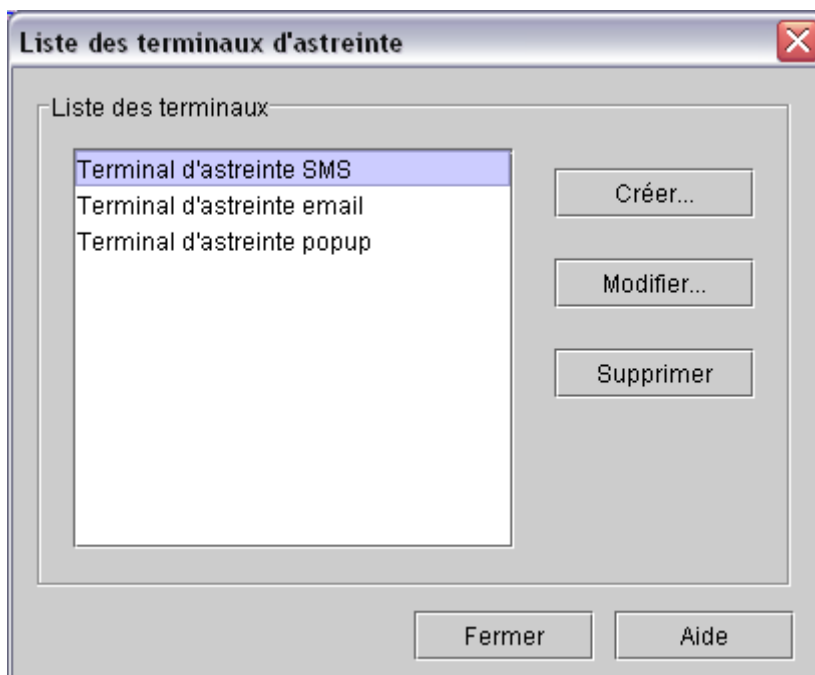 Liste des terminaux d'astreinte
Liste des terminaux
Terminal d'astreinte SMS
Terminal d'astreinte email
Terminal d'astreinte popup
Créer...
Modifier...
Supprimer
Fermer
Aide